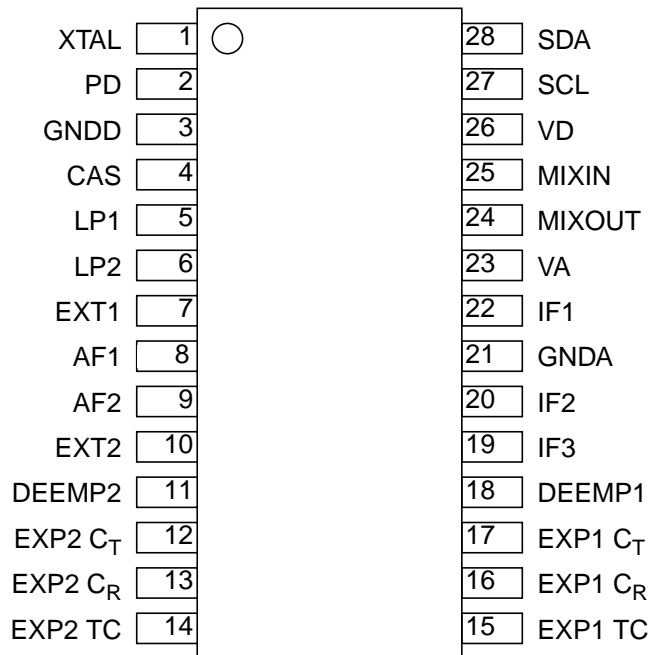 XTAL 1 28 SDA
PD 2 27 SCL
GNDD 3 26 VD
CAS 4 25 MIXIN
LP1 5 24 MIXOUT
LP2 6 23 VA
EXT1 7 22 IF1
AF1 8 21 GNDA
AF2 9 20 IF2
EXT2 10 19 IF3
DEEMP2 11 18 DEEMP1
EXP2 CT 12 17 EXP1 CT
EXP2 CR 13 16 EXP1 CR
EXP2 TC 14 15 EXP1 TC